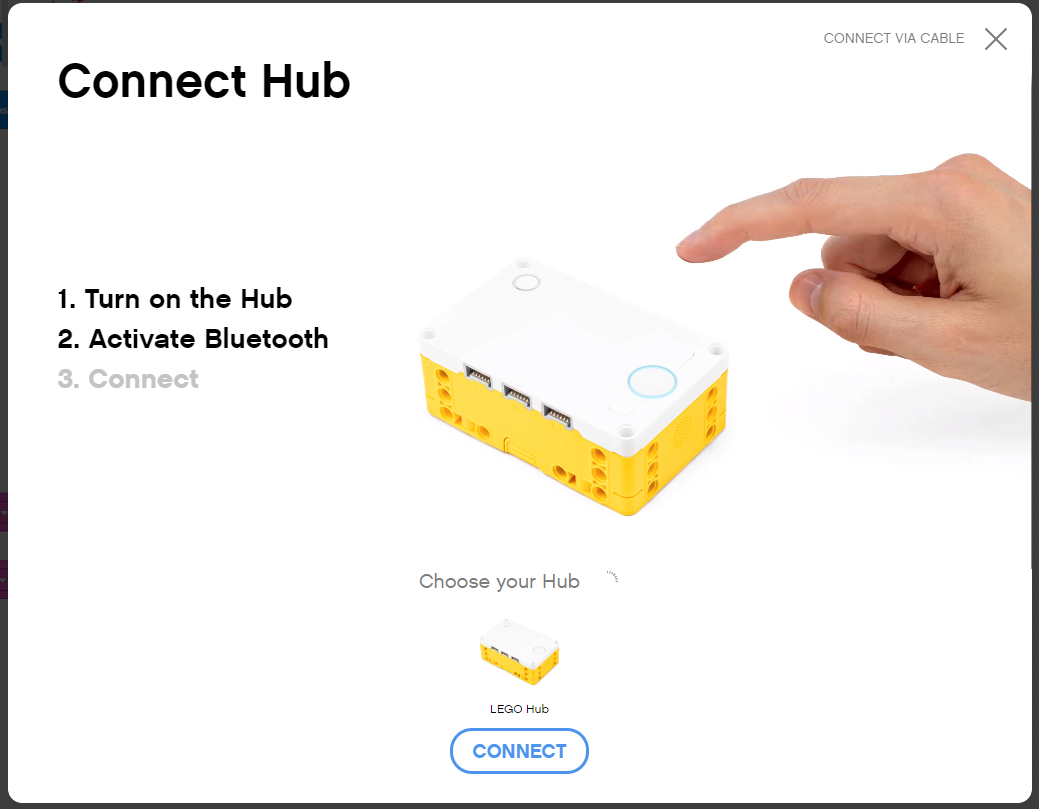 CONNECT VIA CABLE
Connect Hub
1. Turn on the Hub
2. Activate Bluetooth
3. Connect
Choose your Hub
LEGO Hub
CONNECT